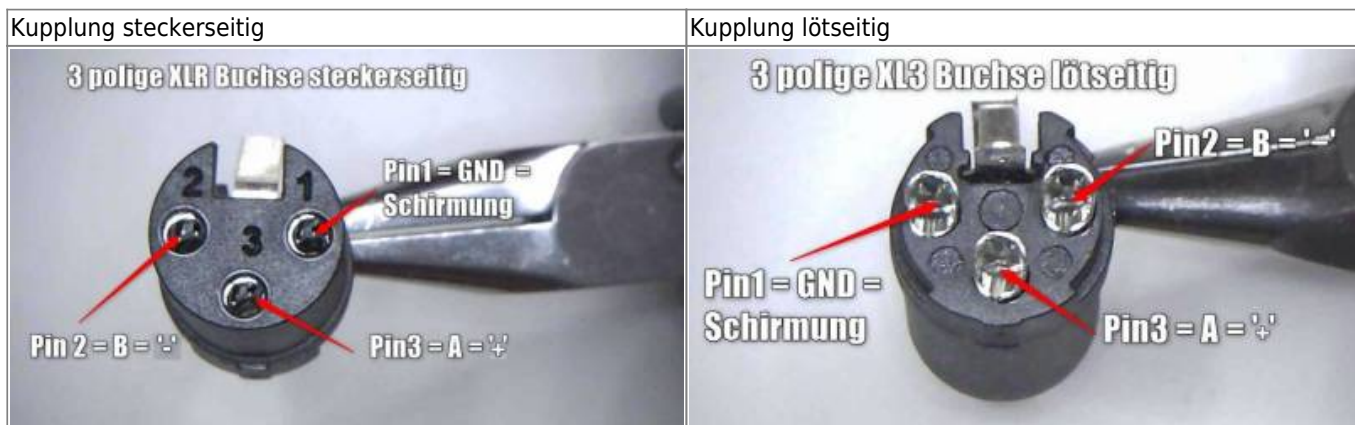 Kupplung steckerseitig
Kupplung lötseitig
3 polige XLR Buchse steckerseitig
2
1
Pin1 = GND =
Schirmung
3
Pin 2 = B = '-'
Pin3 = A = '+'
3 polige XL3 Buchse lötseitig
Pin2 = B = '-'
Pin1 = GND =
Schirmung
Pin3 = A = '+'